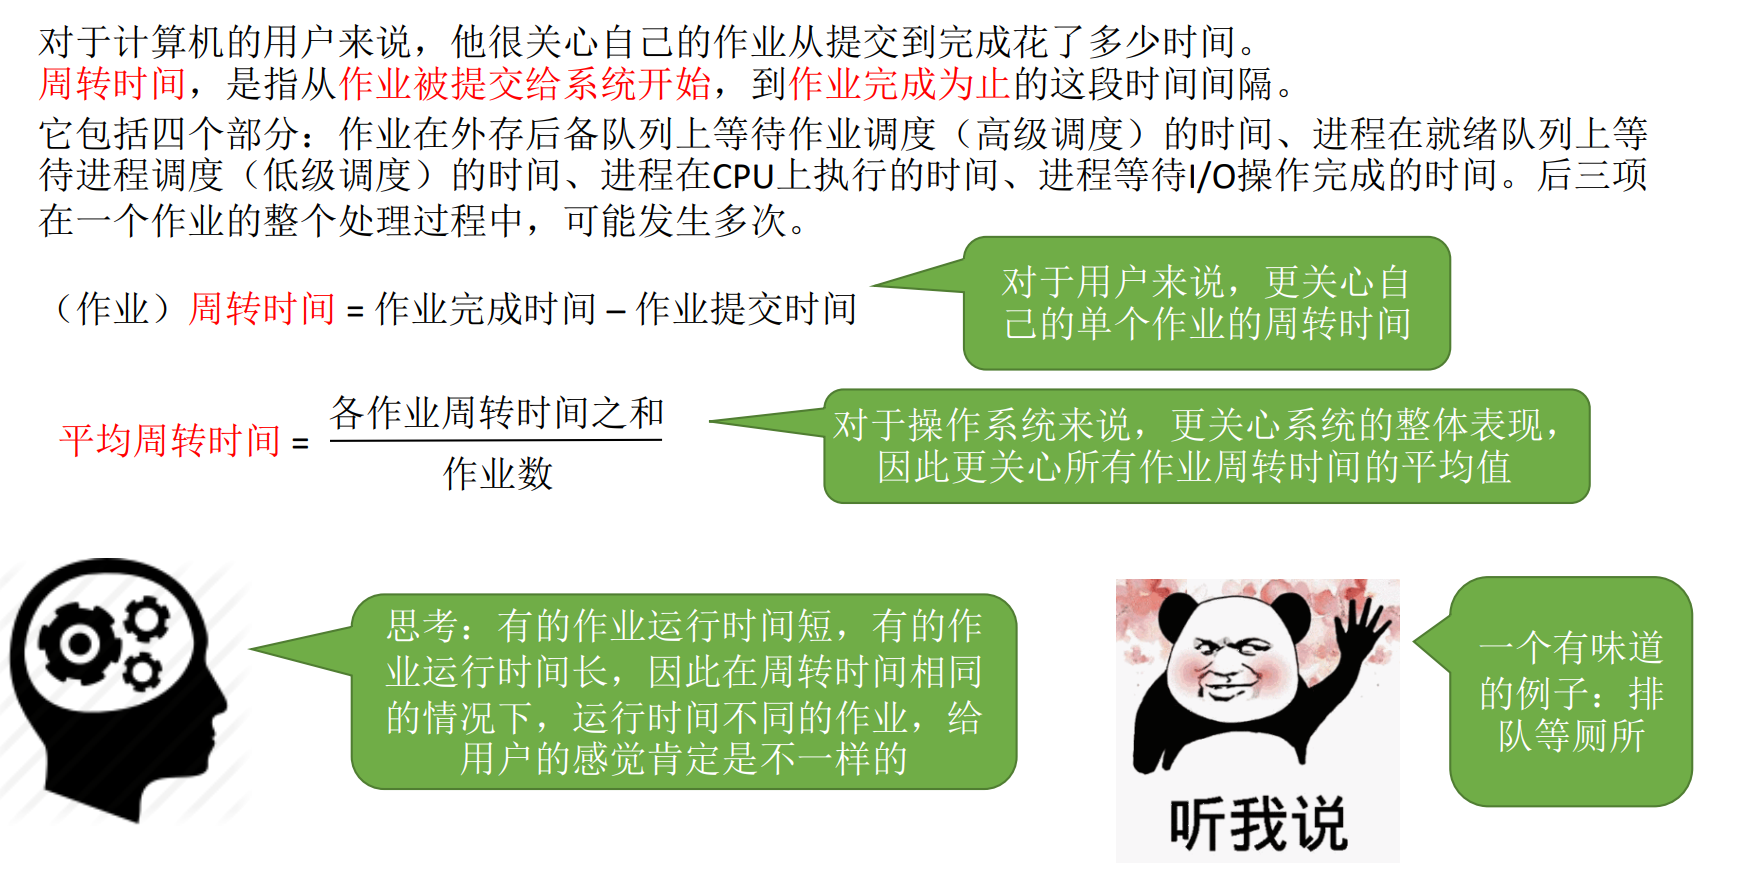 对于计算机的用户来说，他很关心自己的作业从提交到完成花了多少时间。
周转时间，是指从作业被提交给系统开始，到作业完成为止的这段时间间隔。
它包括四个部分：作业在外存后备队列上等待作业调度（高级调度）的时间、进程在就绪队列上等
待进程调度（低级调度）的时间、进程在CPU上执行的时间、进程等待I/O操作完成的时间。后三项
在一个作业的整个处理过程中，可能发生多次。
（作业）周转时间 = 作业完成时间 – 作业提交时间
对于用户来说，更关心自
己的单个作业的周转时间
平均周转时间 =
各作业周转时间之和
作业数
对于操作系统来说，更关心系统的整体表现，
因此更关心所有作业周转时间的平均值
思考：有的作业运行时间短，有的作
业运行时间长，因此在周转时间相同
的情况下，运行时间不同的作业，给
用户的感觉肯定是不一样的
听我说
一个有味道
的例子：排
队等厕所